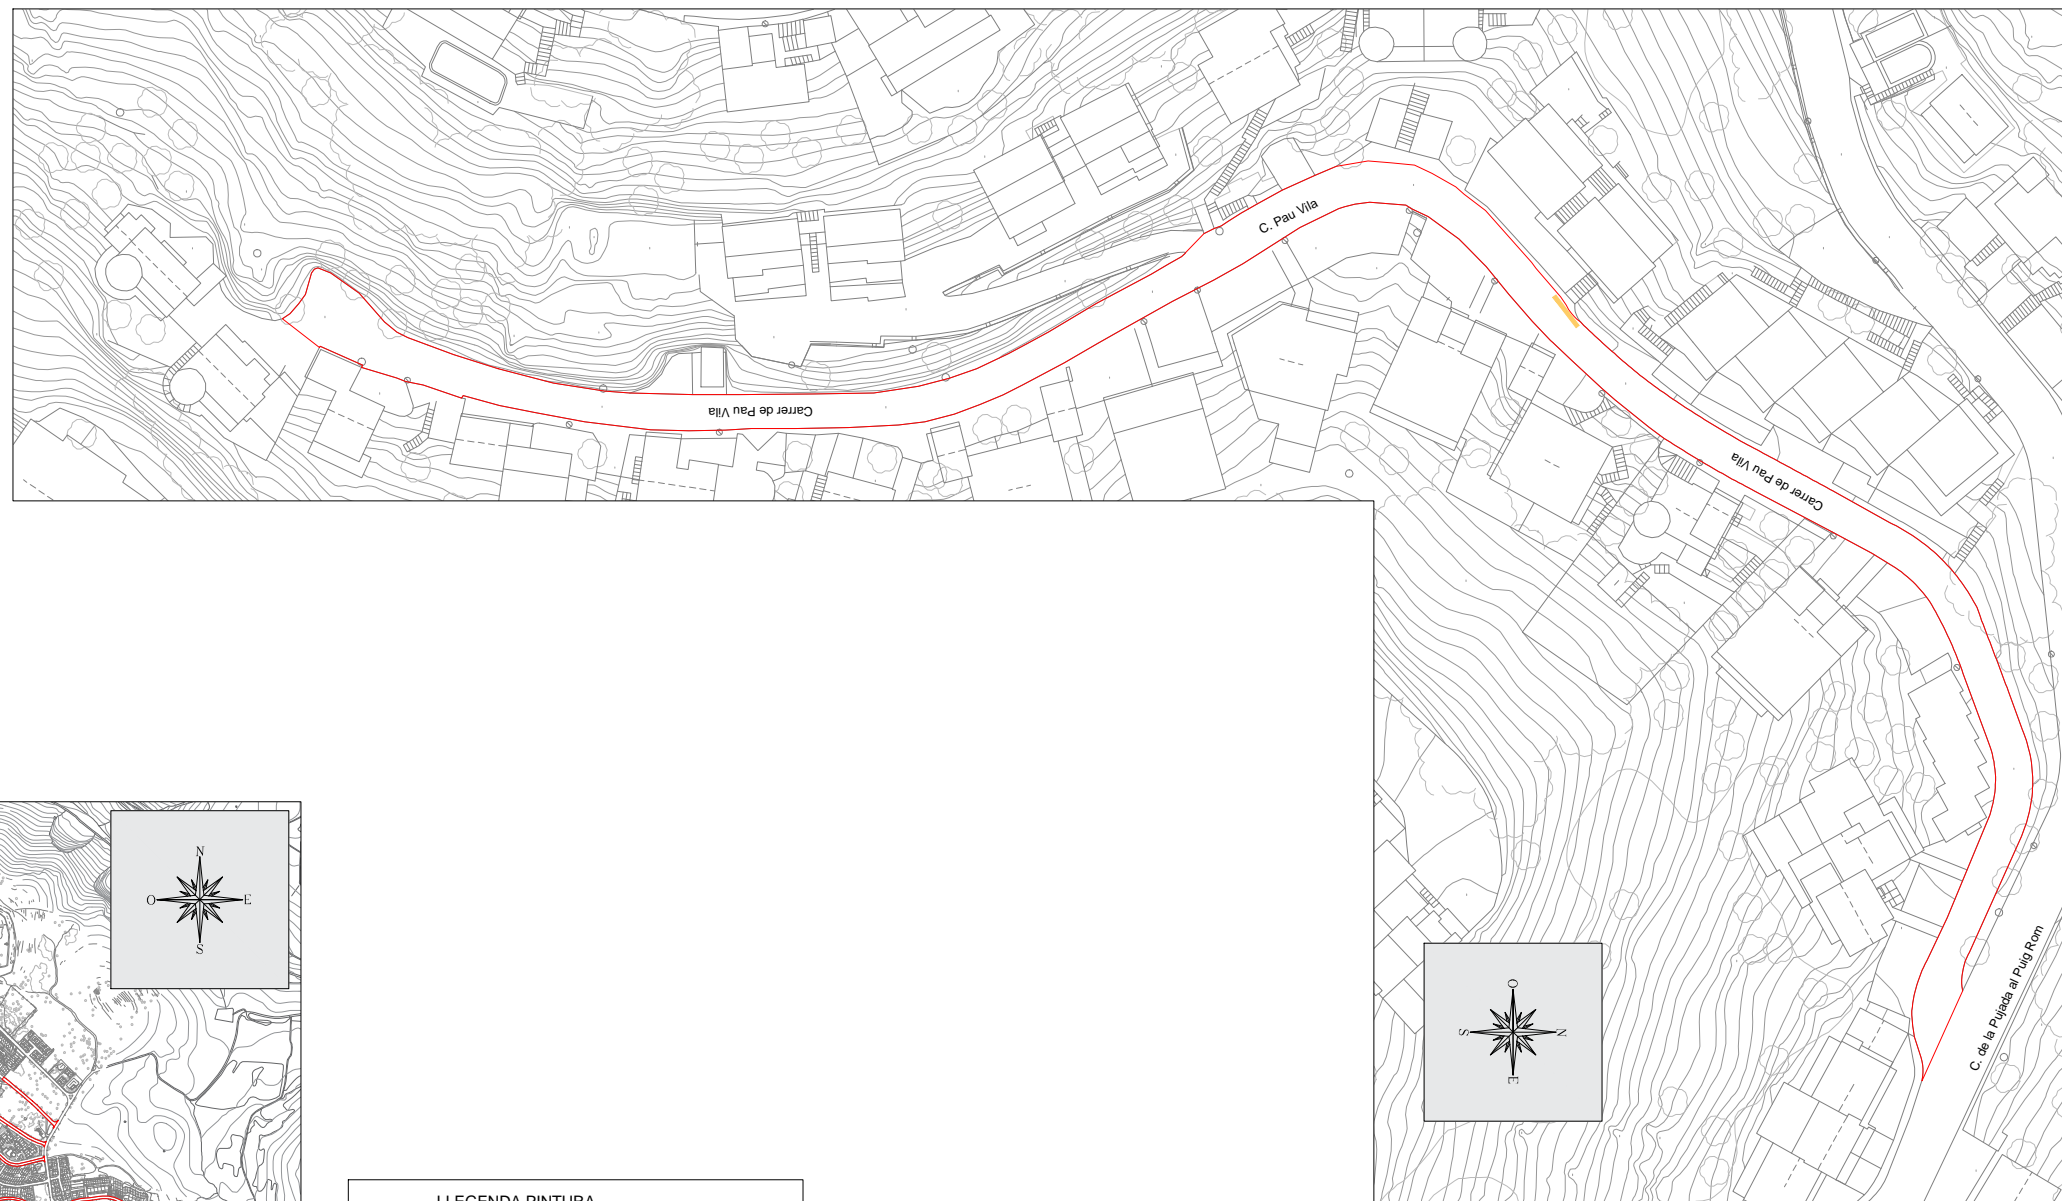 C. Pau Vila
Carrer de Pau Vila
Carrer de Pau Vila
C. de la Pujada al Puig Rom
N
O
E
S
O
S
N
E
LLEGENDA PINTURA